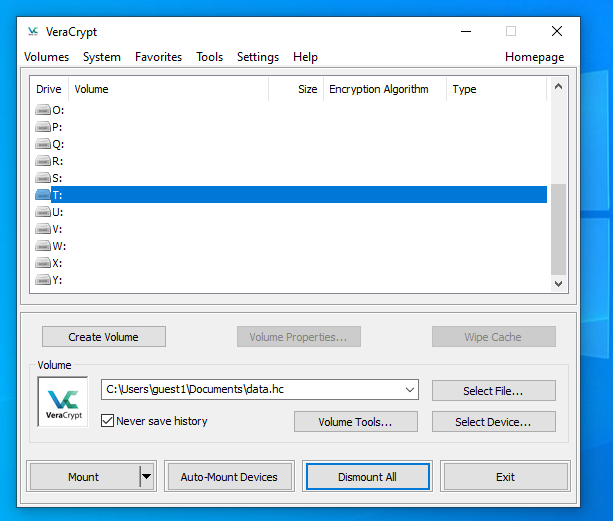 VeraCrypt
Volumes System Favorites Tools Settings Help Homepage
Drive Volume Size Encryption Algorithm Type
O:
P:
Q:
R:
S:
T:
U:
V:
W:
X:
Y:
Create Volume Volume Properties... Wipe Cache
Volume
VeraCrypt
C:\Users\guest1\Documents\data.hc Select File...
Never save history Volume Tools... Select Device...
Mount Auto-Mount Devices Dismount All Exit